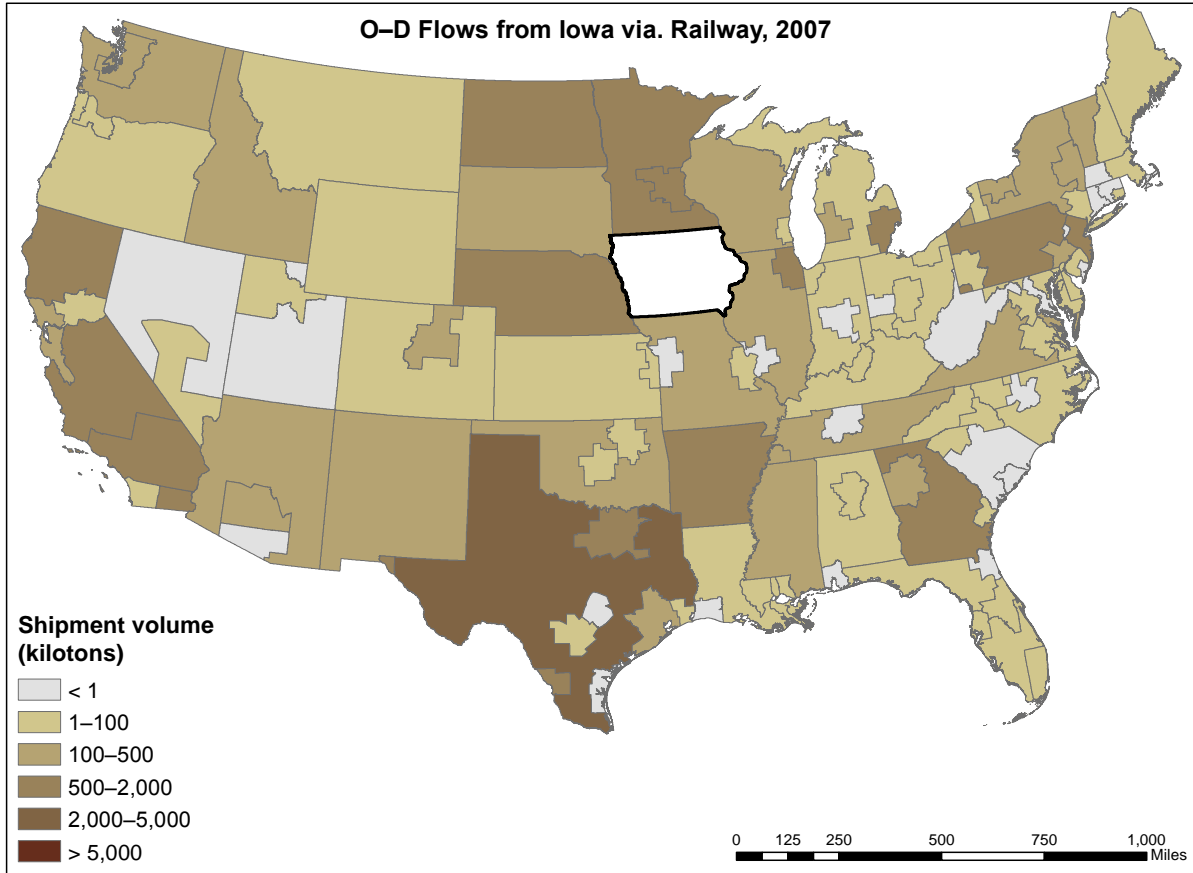 O–D Flows from Iowa via. Railway, 2007
Shipment volume
(kilotons)
< 1
1–100
100–500
500–2,000
2,000–5,000
> 5,000
0 125 250 500 750 1,000
Miles